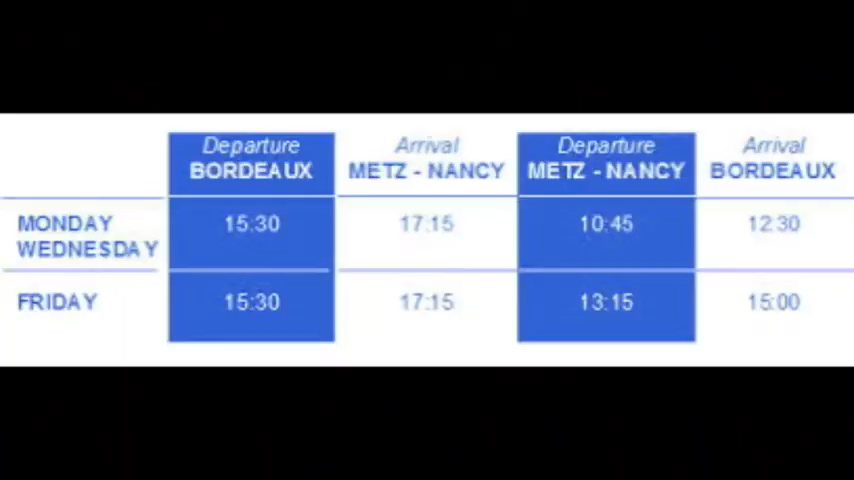 Departure Arrival Departure Arrival
BORDEAUX METZ - NANCY METZ - NANCY BORDEAUX
MONDAY 15:30 17:15 10:45 12:30
WEDNESDAY
FRIDAY 15:30 17:15 13:15 15:00